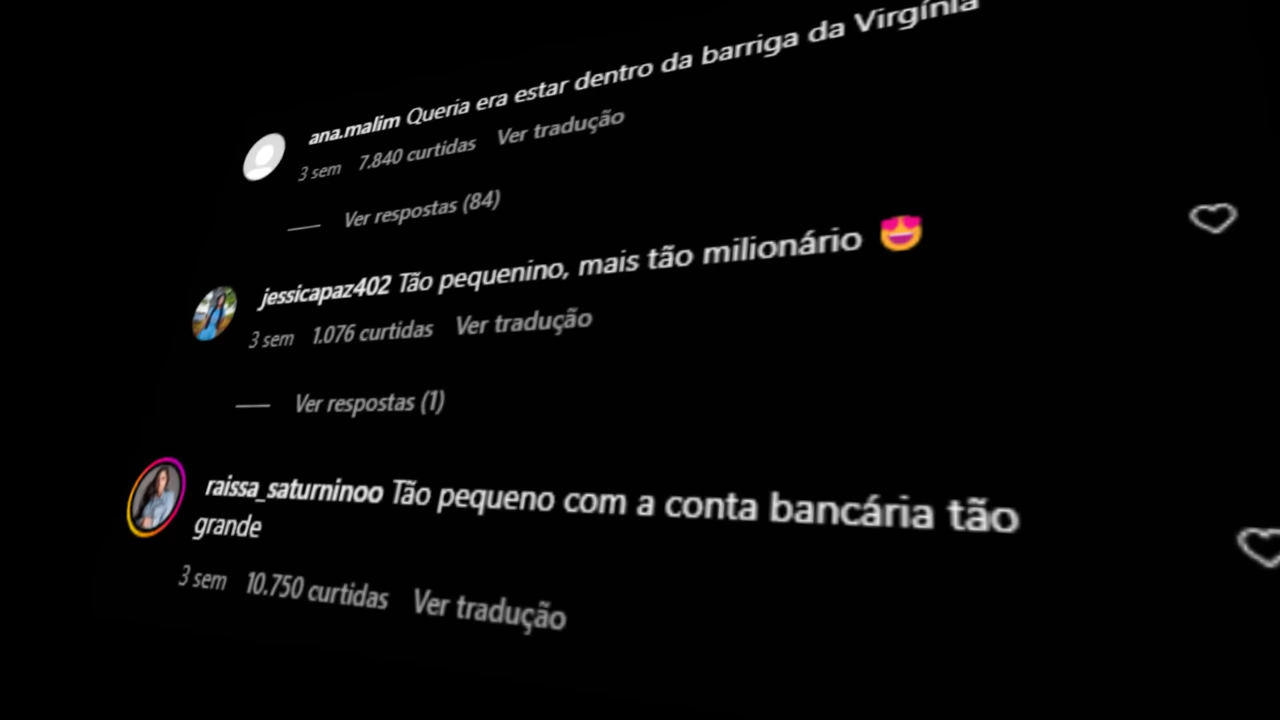 ana.malim Queria era estar dentro da barriga da Virgínia
3 sem 7.840 curtidas Ver tradução
Ver respostas (84)
jessicapaz402 Tão pequenino, mais tão milionário 😍
3 sem 1.076 curtidas Ver tradução
Ver respostas (1)
raissa_saturninoo Tão pequeno com a conta bancária tão
grande
3 sem 10.750 curtidas Ver tradução